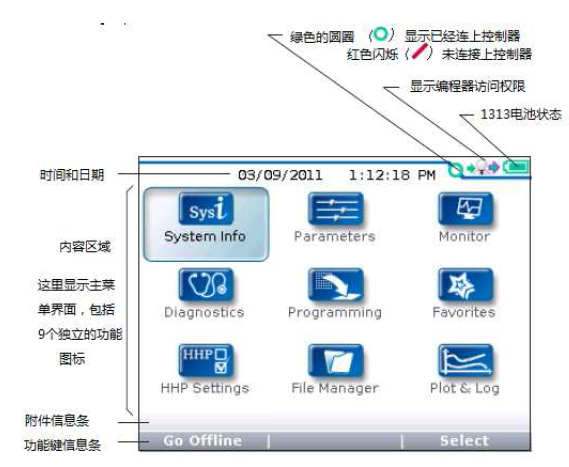 绿色的圆圈 （ ） 显示已经连上控制器
红色闪烁（ ） 未连接上控制器
显示编程器访问权限
1313电池状态
时间和日期
03/09/2011 1:12:18 PM
Sysi
System Info
Parameters
Monitor
内容区域
这里显示主菜
单界面，包括
9个独立的功能
图标
Diagnostics
Programming
Favorites
HHP
HHP Settings
File Manager
Plot & Log
附件信息条
功能键信息条
Go Offline
Select